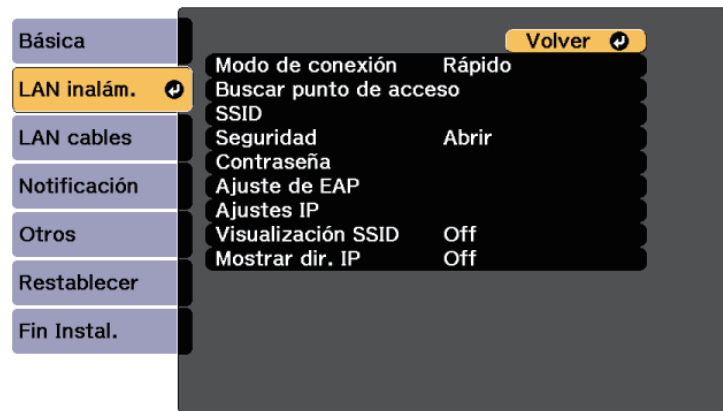 Básica
LAN inalám.
LAN cables
Notificación
Otros
Restablecer
Fin Instal.
Volver
Modo de conexión Rápido
Buscar punto de acceso
SSID
Seguridad Abrir
Contraseña
Ajuste de EAP
Ajustes IP
Visualización SSID Off
Mostrar dir. IP Off